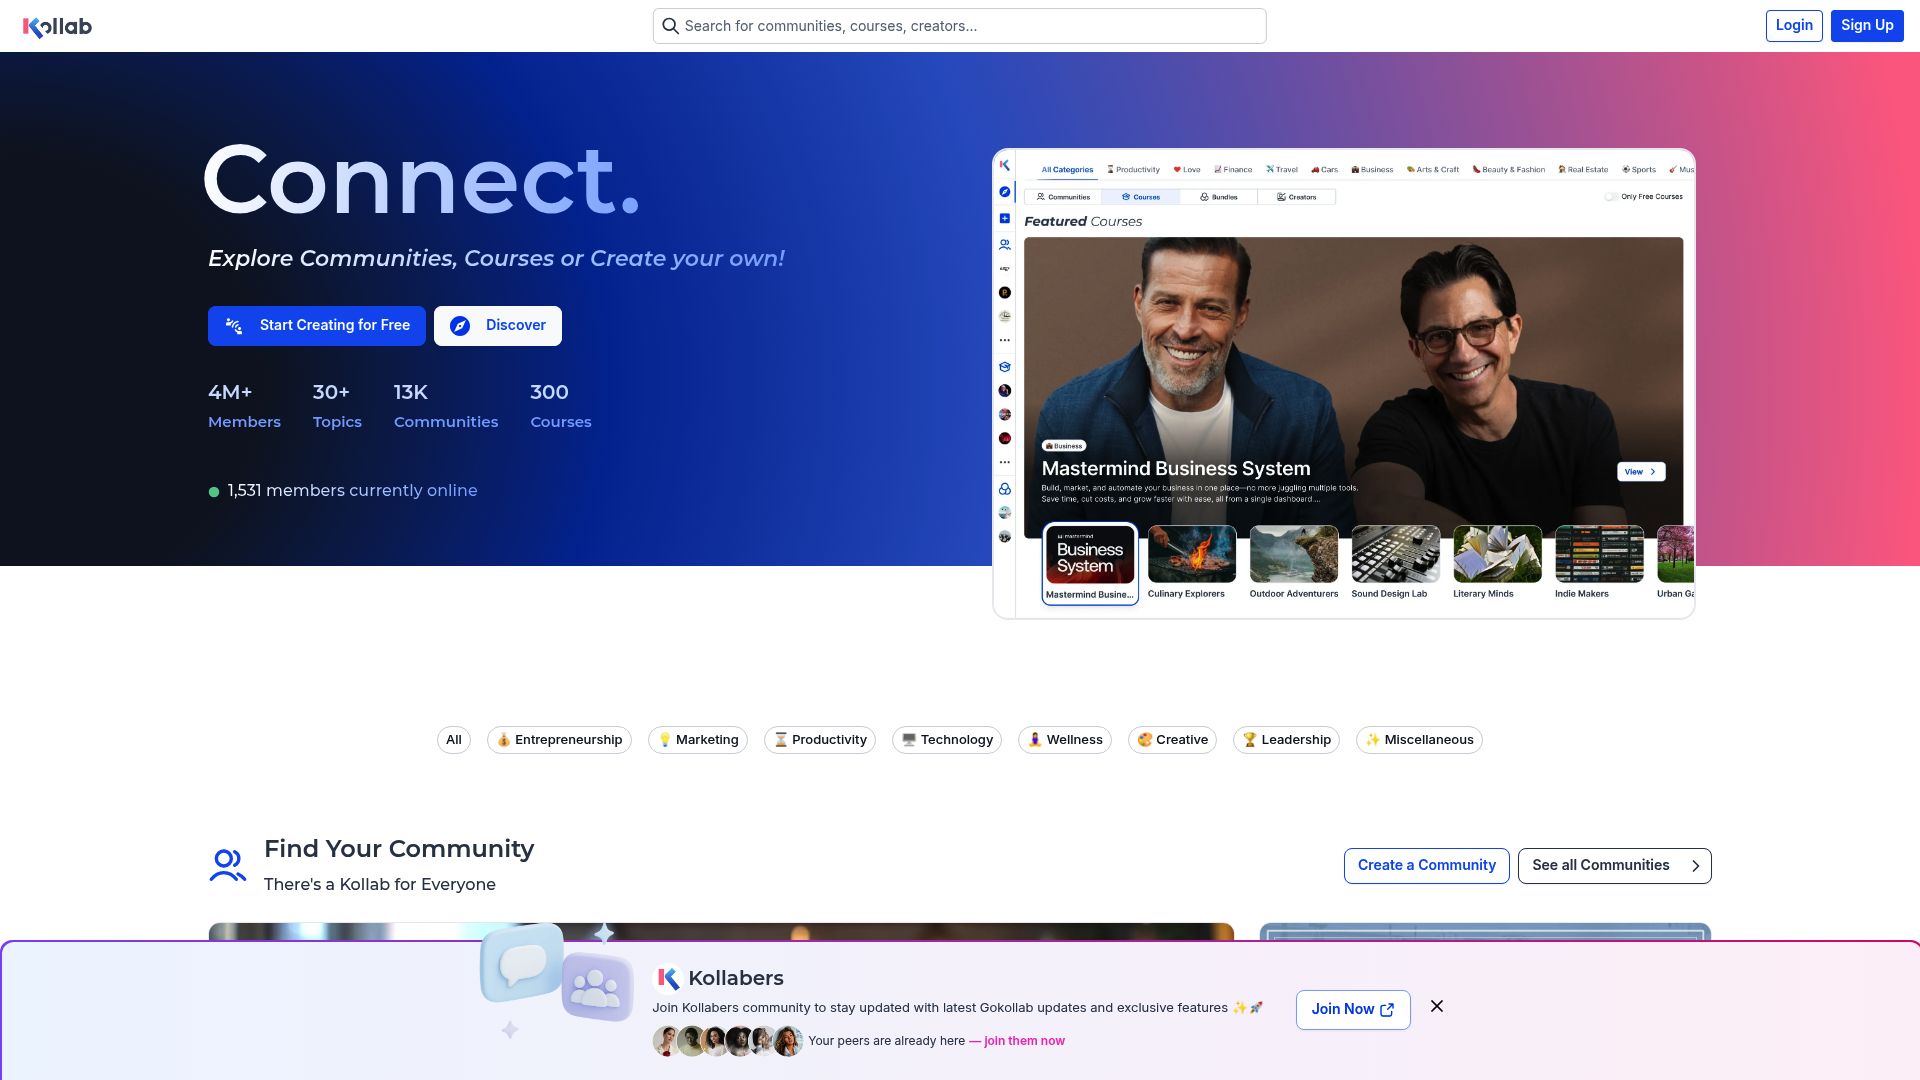 Kollab
Search for communities, courses, creators...
Login
Sign Up
Connect.
Explore Communities, Courses or Create your own!
Start Creating for Free
Discover
4M+
Members
30+
Topics
13K
Communities
300
Courses
1,531 members currently online
All Categories
⏳ Productivity
❤️ Love
Finance
✈️ Travel
Cars
💼 Business
Arts & Craft
Beauty & Fashion
Real Estate
⚽ Sports
Mus
Communities
Courses
Bundles
Creators
Only Free Courses
Featured Courses
💼 Business
Mastermind Business System
Build, market, and automate your business in one place—no more juggling multiple tools.
Save time, cut costs, and grow faster with ease, all from a single dashboard ...
View
mastermind
Business
System
Mastermind Busine...
Culinary Explorers
Outdoor Adventurers
Sound Design Lab
Literary Minds
Indie Makers
Urban Ga
All
💰 Entrepreneurship
💡 Marketing
⏳ Productivity
🖥️ Technology
🧘‍♀️ Wellness
🎨 Creative
🏆 Leadership
✨ Miscellaneous
Find Your Community
There's a Kollab for Everyone
Create a Community
See all Communities
Kollabers
Join Kollabers community to stay updated with latest Gokollab updates and exclusive features ✨🚀
Join Now
Your peers are already here — join them now